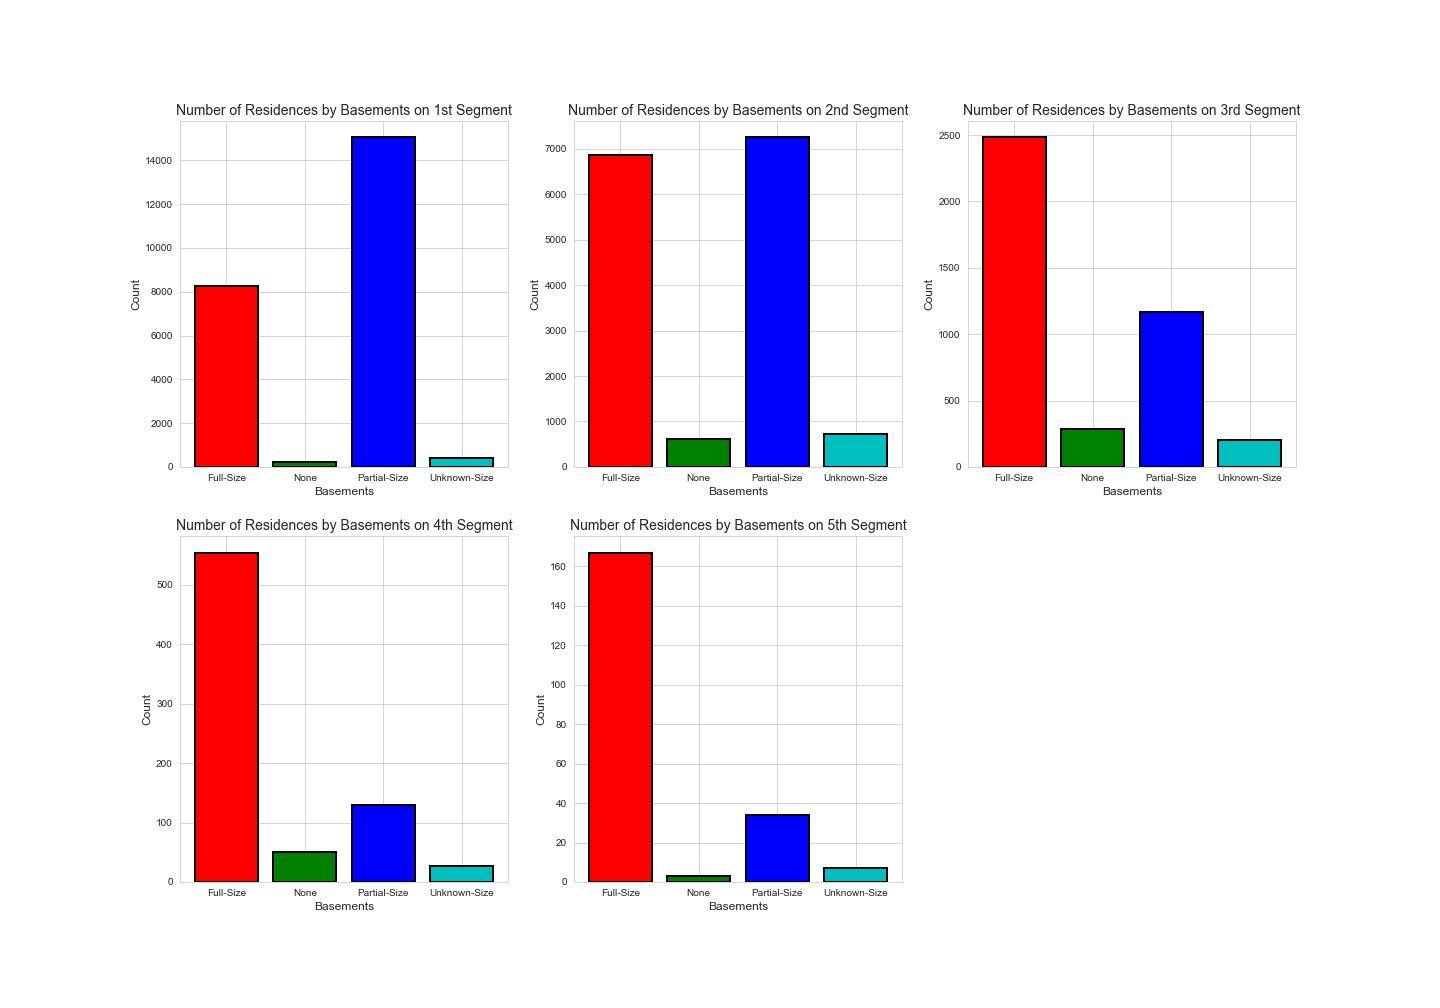 Number of Residences by Basements on 1st Segment
Count
14000
12000
10000
8000
6000
4000
2000
0
Full-Size None Partial-Size Unknown-Size
Basements
Number of Residences by Basements on 2nd Segment
Count
7000
6000
5000
4000
3000
2000
1000
0
Full-Size None Partial-Size Unknown-Size
Basements
Number of Residences by Basements on 3rd Segment
Count
2500
2000
1500
1000
500
0
Full-Size None Partial-Size Unknown-Size
Basements
Number of Residences by Basements on 4th Segment
Count
500
400
300
200
100
0
Full-Size None Partial-Size Unknown-Size
Basements
Number of Residences by Basements on 5th Segment
Count
160
140
120
100
80
60
40
20
0
Full-Size None Partial-Size Unknown-Size
Basements